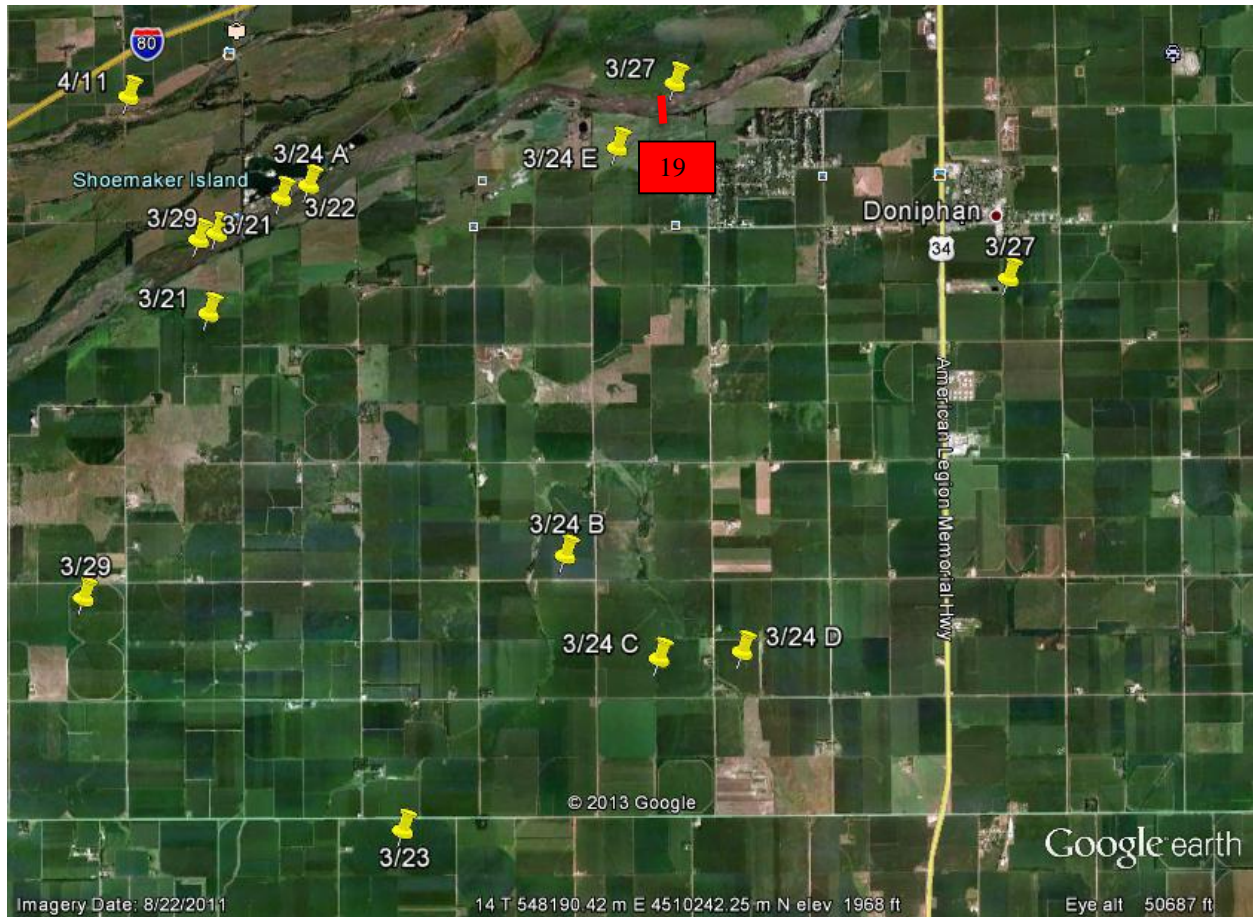 80
4/11
3/27
3/24 A*
3/24 E
19
Shoemaker Island
3/22
3/29
3/21
Doniphan
34
3/27
3/21
American Legion Memorial Hwy
3/24 B
3/29
3/24 C
3/24 D
© 2013 Google
3/23
Google earth
Imagery Date: 8/22/2011
14 T 548190.42 m E 4510242.25 m N elev 1968 ft
Eye alt 50687 ft